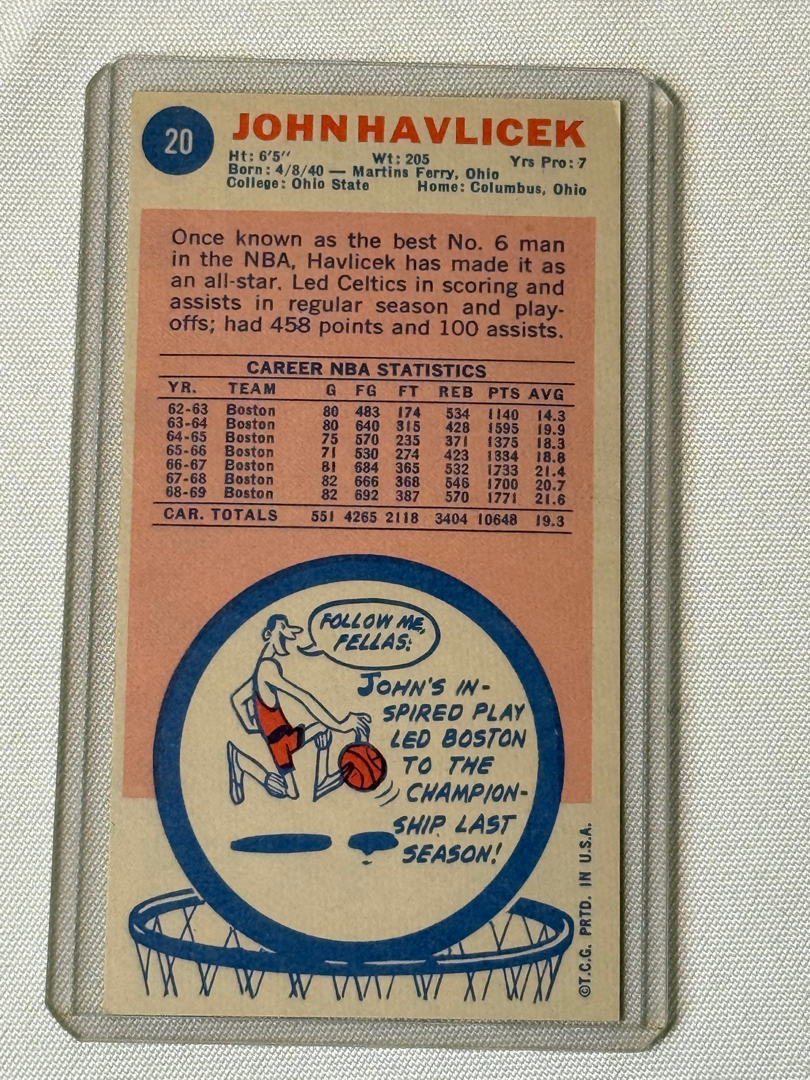 20
JOHN HAVLICEK
Ht: 6'5" Wt: 205 Yrs Pro: 7
Born: 4/8/40 — Martins Ferry, Ohio
College: Ohio State Home: Columbus, Ohio
Once known as the best No. 6 man
in the NBA, Havlicek has made it as
an all-star. Led Celtics in scoring and
assists in regular season and play-
offs; had 458 points and 100 assists.
CAREER NBA STATISTICS
YR. TEAM G FG FT REB PTS AVG
62-63 Boston 80 483 174 534 1140 14.3
63-64 Boston 80 640 315 428 1595 19.9
64-65 Boston 75 570 235 371 1375 18.3
65-66 Boston 71 530 274 423 1334 18.8
66-67 Boston 81 684 365 532 1733 21.4
67-68 Boston 82 666 368 546 1700 20.7
68-69 Boston 82 692 387 570 1771 21.6
CAR. TOTALS 551 4265 2118 3404 10648 19.3
FOLLOW ME,
FELLAS!
JOHN'S IN-
SPIRED PLAY
LED BOSTON
TO THE
CHAMPION-
SHIP LAST
SEASON!
©T.C.G. PRTD. IN U.S.A.